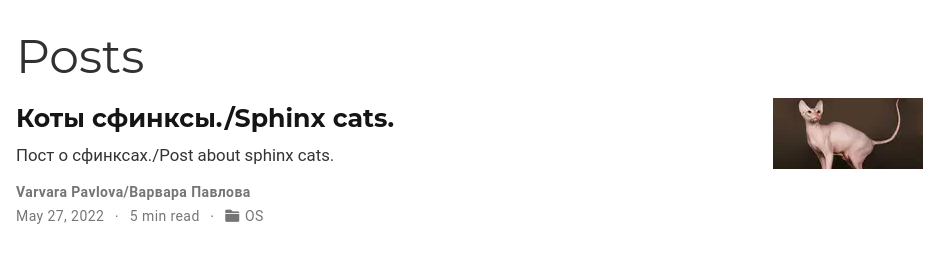 Posts
Коты сфинксы./Sphinx cats.
Пост о сфинксах./Post about sphinx cats.
Varvara Pavlova/Варвара Павлова
May 27, 2022 · 5 min read · OS